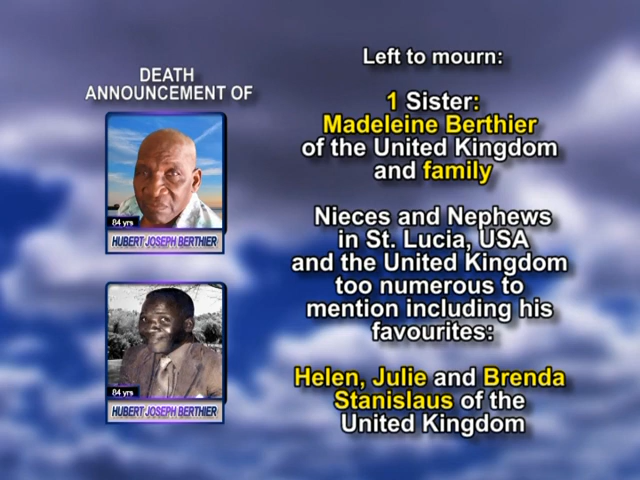 DEATH
ANNOUNCEMENT OF
84 yrs
HUBERT JOSEPH BERTHIER
84 yrs
HUBERT JOSEPH BERTHIER
Left to mourn:
1 Sister:
Madeleine Berthier
of the United Kingdom
and family
Nieces and Nephews
in St. Lucia, USA
and the United Kingdom
too numerous to
mention including his
favourites:
Helen, Julie and Brenda
Stanislaus of the
United Kingdom